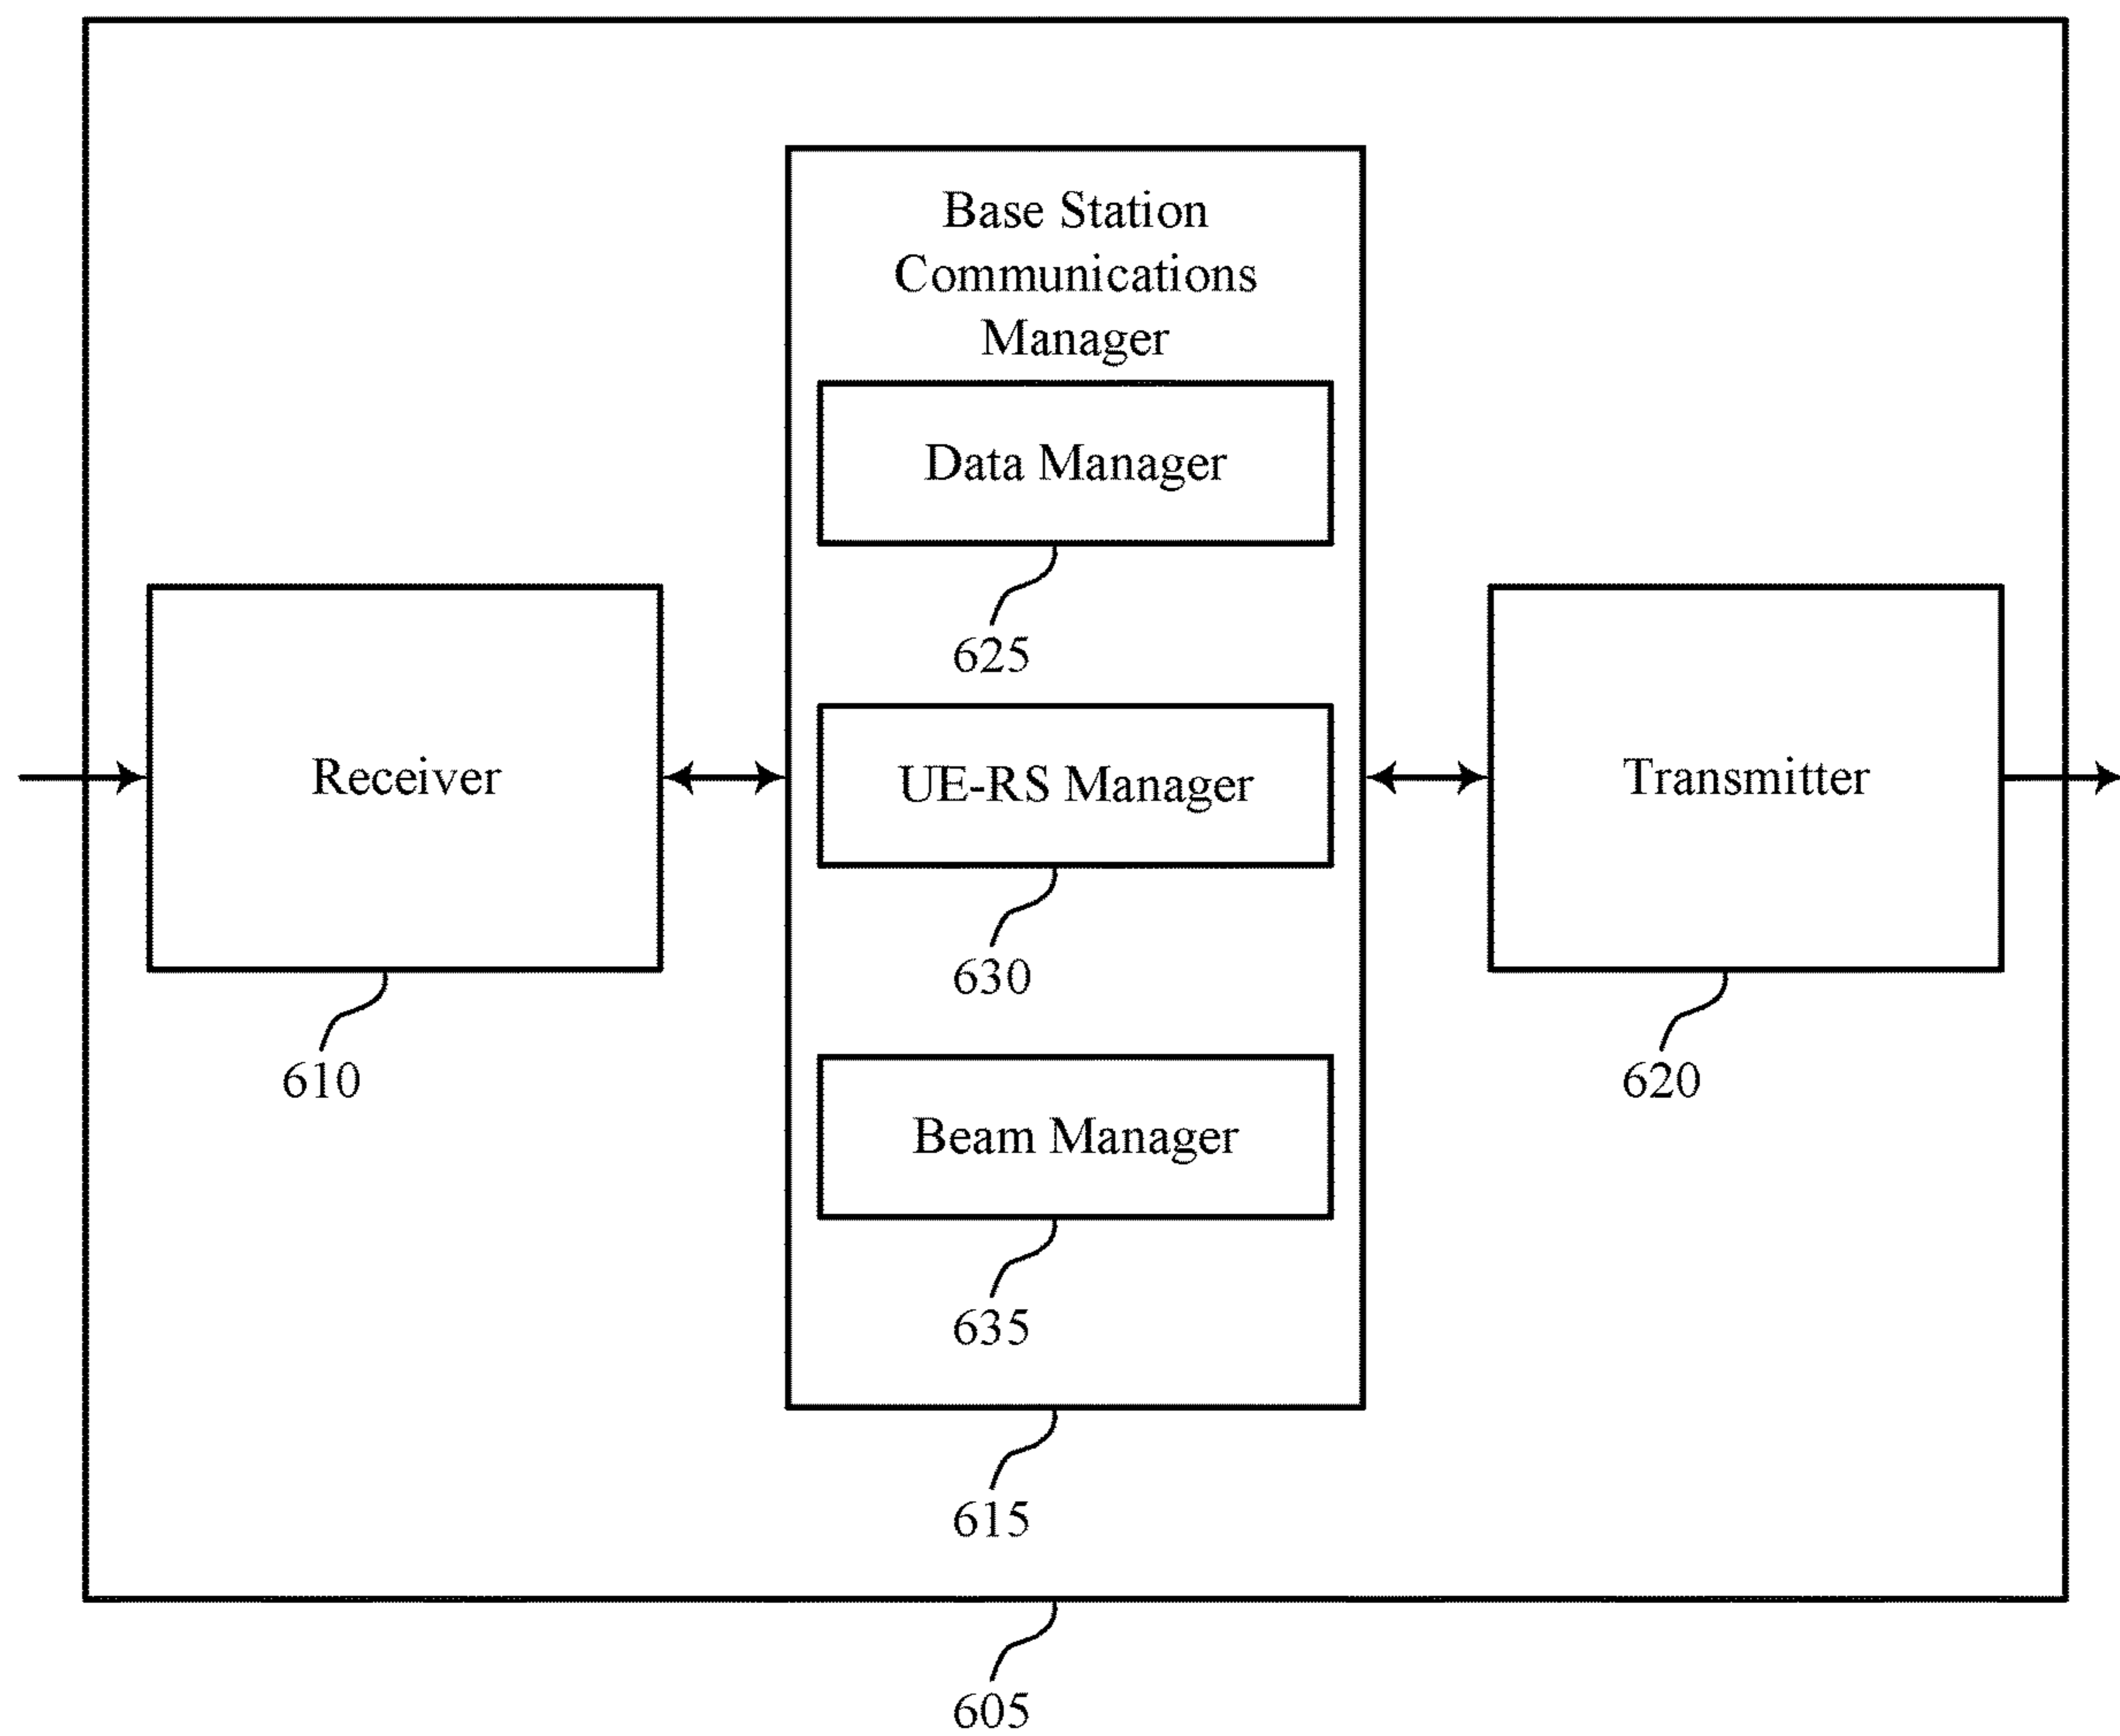 Base Station
Communications
Manager
Data Manager
625
Receiver
610
UE-RS Manager
630
Transmitter
620
Beam Manager
635
615
605